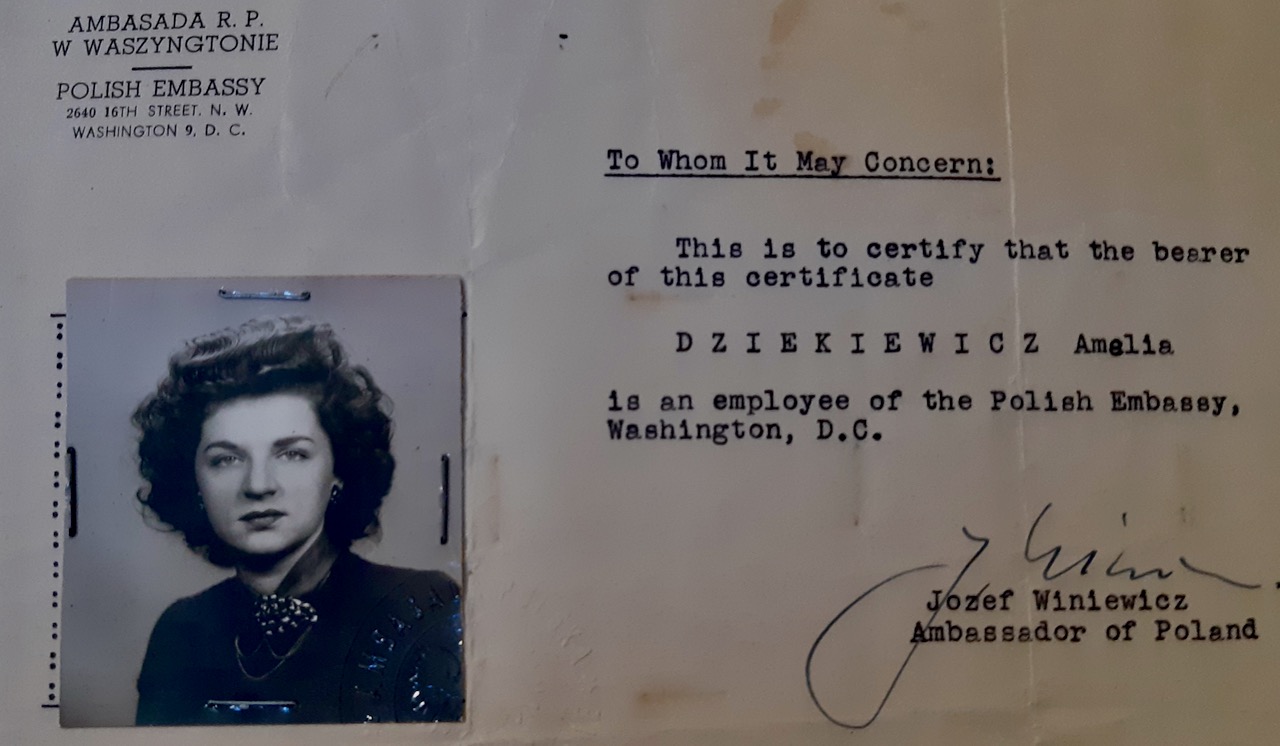 AMBASADA R. P.
W WASZYNGTONIE
POLISH EMBASSY
2640 16TH STREET, N. W.
WASHINGTON 9, D. C.
To Whom It May Concern:
This is to certify that the bearer
of this certificate
D Z I E K I E W I C Z Amelia
is an employee of the Polish Embassy,
Washington, D.C.
Jozef Winiewicz
Ambassador of Poland